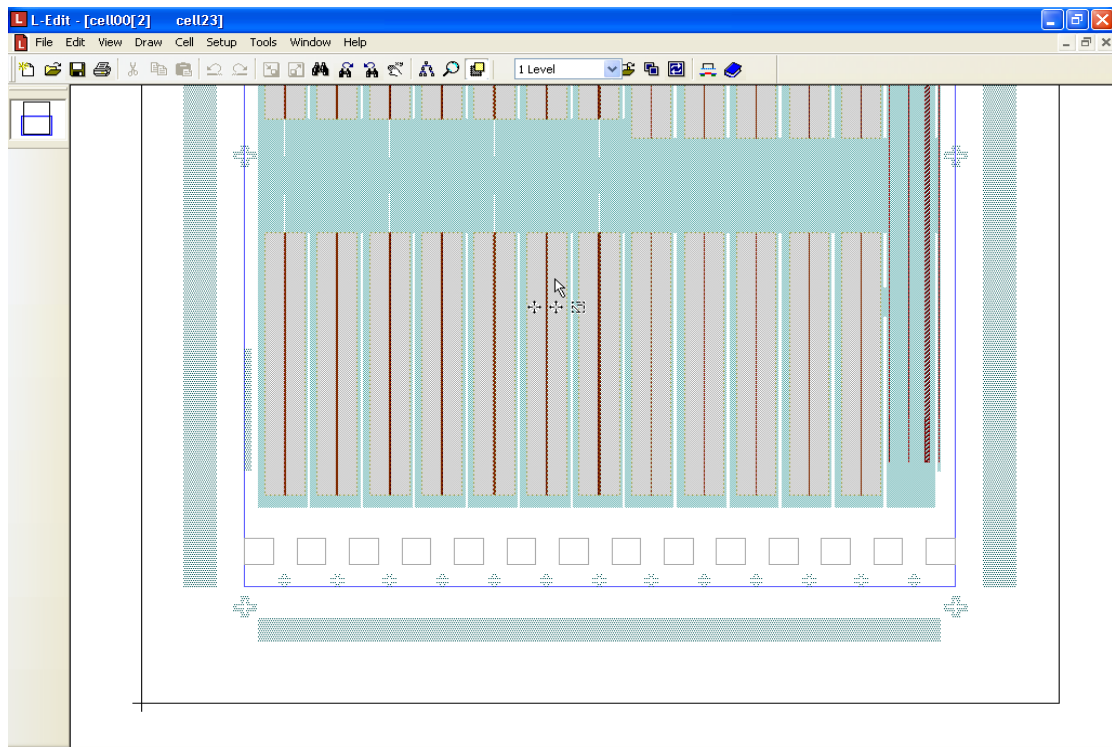 L-Edit - [cell00[2] cell23]
File Edit View Draw Cell Setup Tools Window Help
1 Level